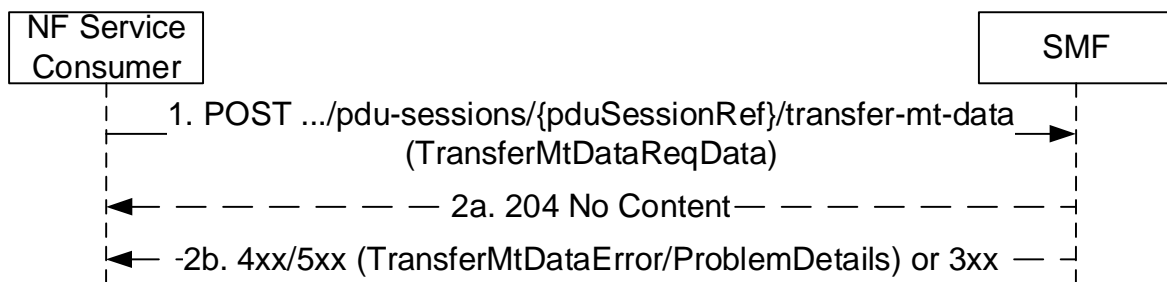 NF Service
Consumer
SMF
1. POST .../pdu-sessions/{pduSessionRef}/transfer-mt-data
(TransferMtDataReqData)
2a. 204 No Content
2b. 4xx/5xx (TransferMtDataError/ProblemDetails) or 3xx